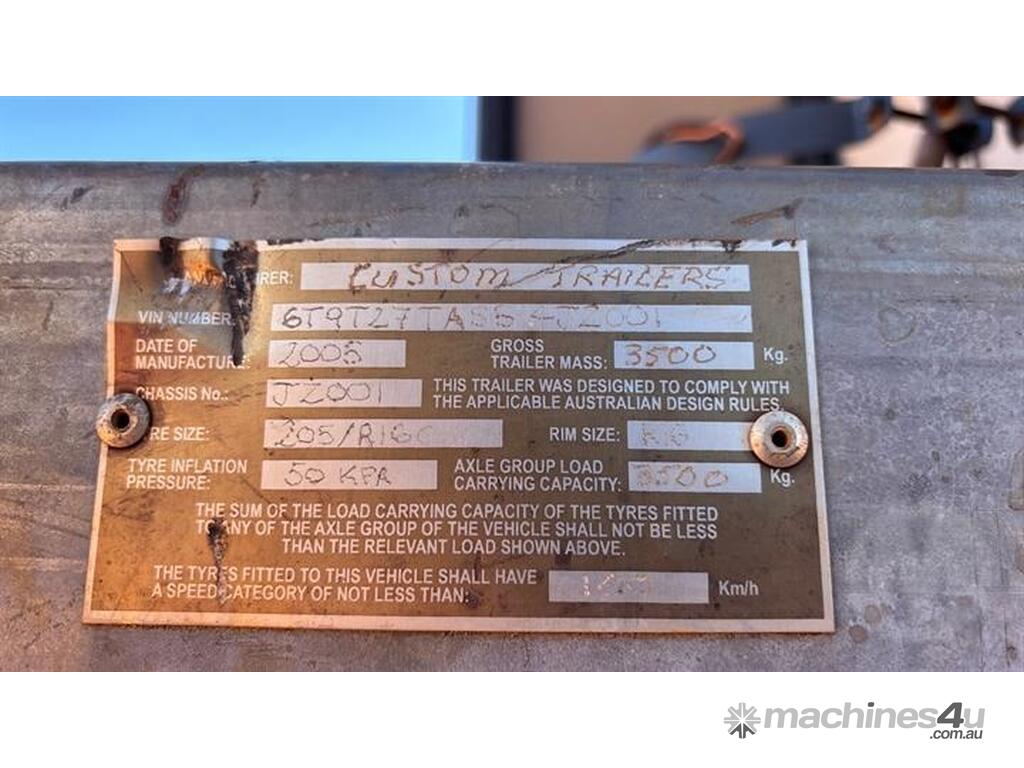 CUSTOM TRAILERS
VIN NUMBER:
DATE OF MANUFACTURE: 2005 GROSS TRAILER MASS: 3500 Kg.
CHASSIS No.: JZ001 THIS TRAILER WAS DESIGNED TO COMPLY WITH
THE APPLICABLE AUSTRALIAN DESIGN RULES.
SIZE: RIM SIZE: R16
TYRE INFLATION PRESSURE: 50 KPA AXLE GROUP LOAD CARRYING CAPACITY: 3500 Kg.
THE SUM OF THE LOAD CARRYING CAPACITY OF THE TYRES FITTED
TO ANY OF THE AXLE GROUP OF THE VEHICLE SHALL NOT BE LESS
THAN THE RELEVANT LOAD SHOWN ABOVE.
THE TYRES FITTED TO THIS VEHICLE SHALL HAVE
A SPEED CATEGORY OF NOT LESS THAN: Km/h
machines4u
.com.au